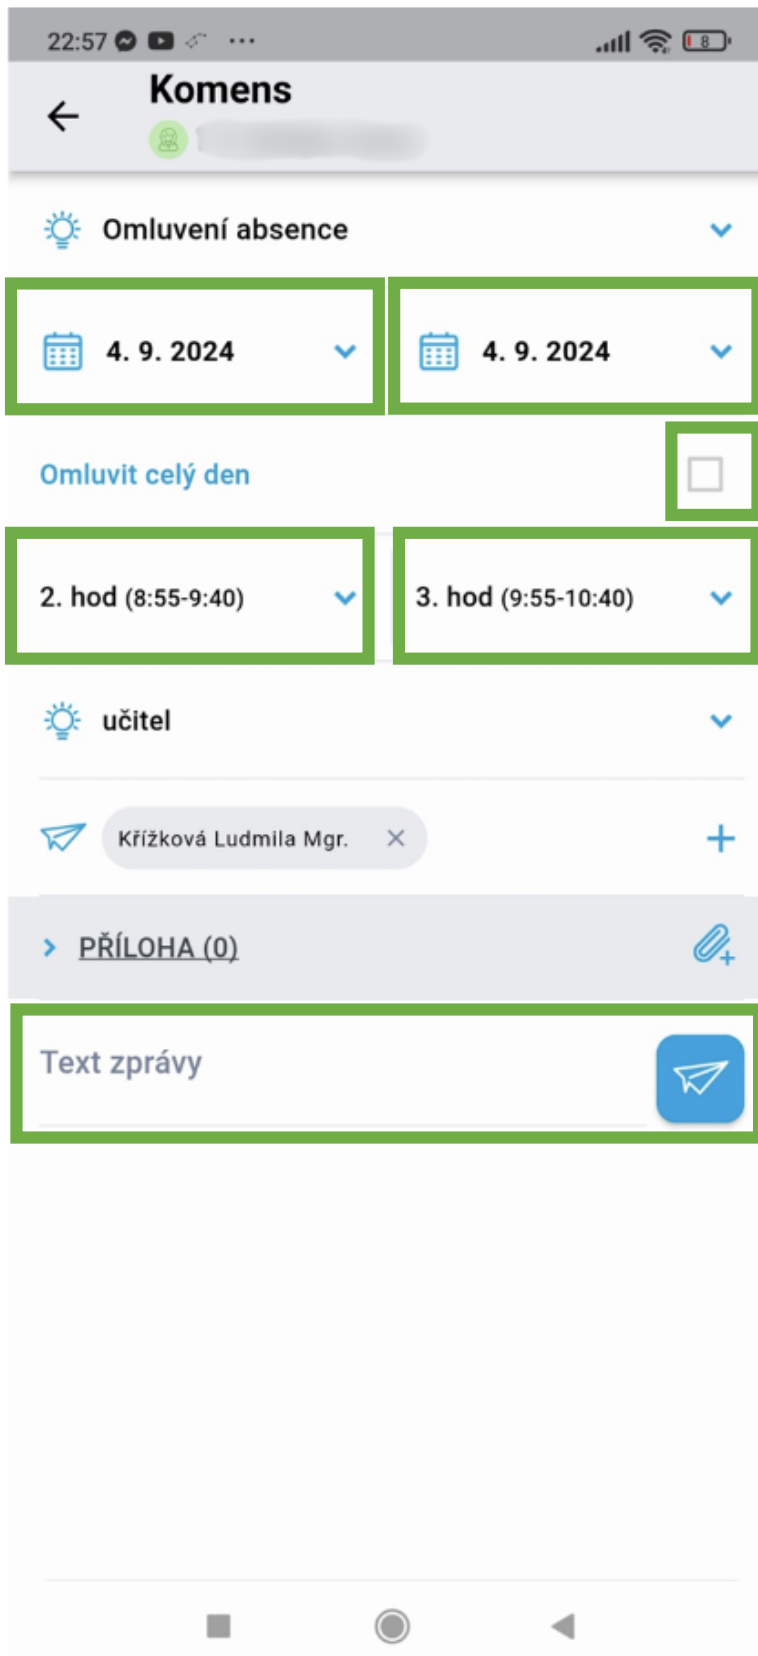 22:57 ... 8
Komens
Omluvení absence
4. 9. 2024 4. 9. 2024
Omluvit celý den
2. hod (8:55-9:40) 3. hod (9:55-10:40)
učitel
Křížková Ludmila Mgr. ×
PŘÍLOHA (0)
Text zprávy